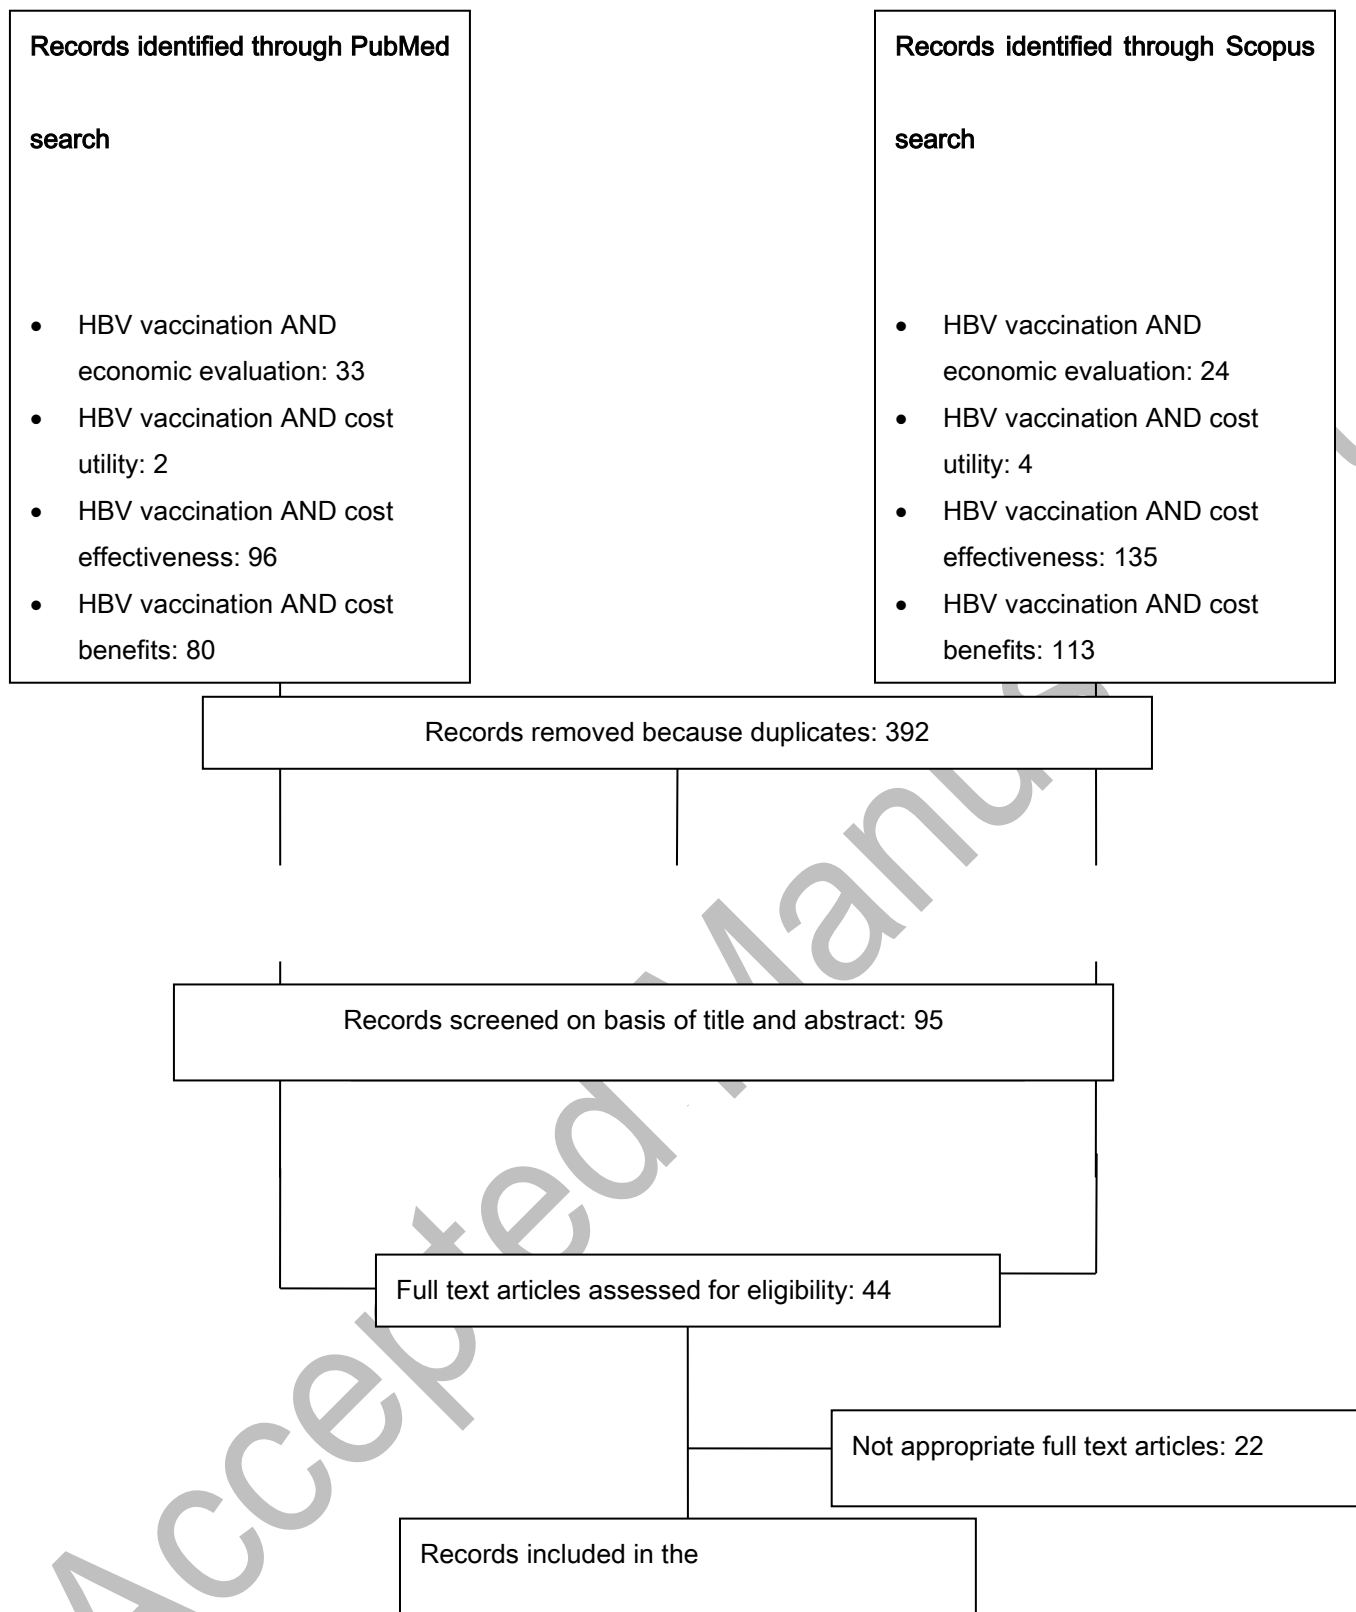 Records identified through PubMed
search
• HBV vaccination AND
economic evaluation: 33
• HBV vaccination AND cost
utility: 2
• HBV vaccination AND cost
effectiveness: 96
• HBV vaccination AND cost
benefits: 80
Records identified through Scopus
search
• HBV vaccination AND
economic evaluation: 24
• HBV vaccination AND cost
utility: 4
• HBV vaccination AND cost
effectiveness: 135
• HBV vaccination AND cost
benefits: 113
Records removed because duplicates: 392
Records screened on basis of title and abstract: 95
Full text articles assessed for eligibility: 44
Not appropriate full text articles: 22
Records included in the
Accepted Manus